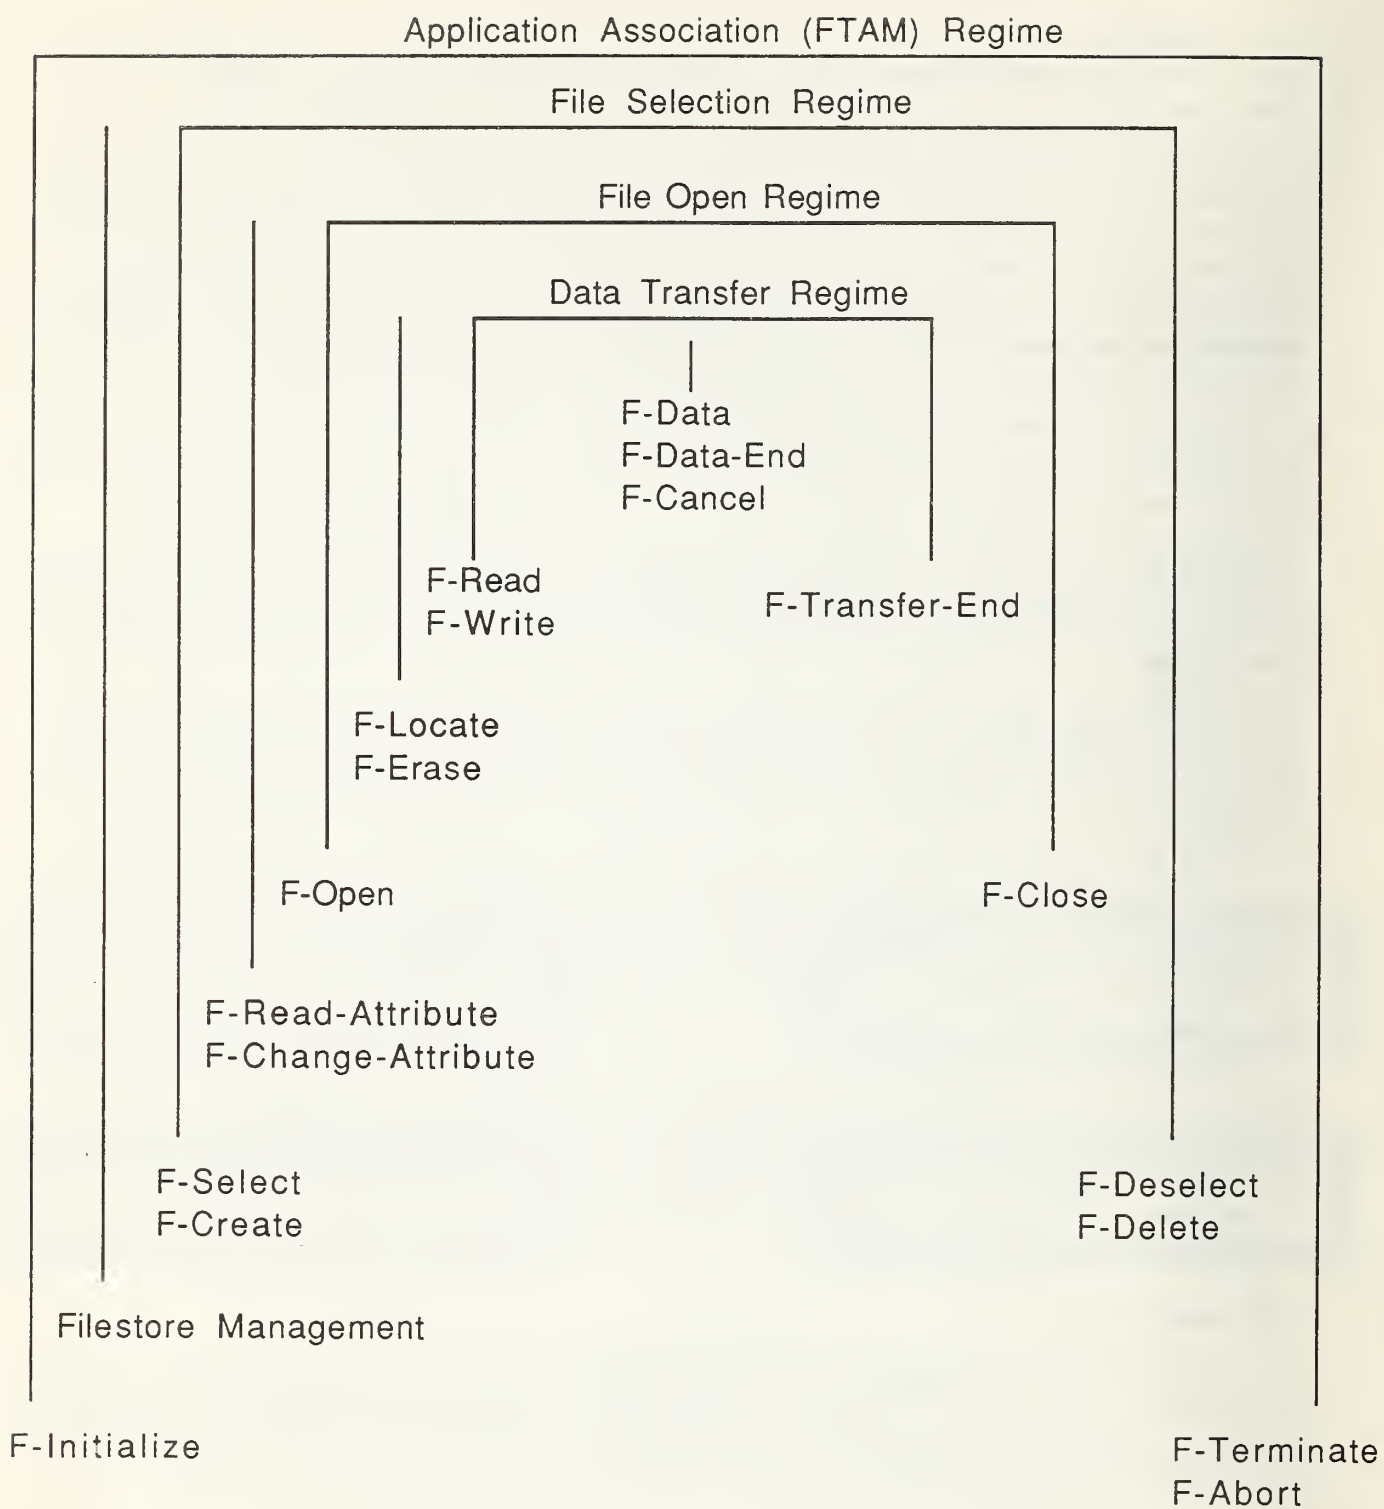 Application Association (FTAM) Regime
File Selection Regime
File Open Regime
Data Transfer Regime
F-Data
F-Data-End
F-Cancel
F-Read
F-Write
F-Transfer-End
F-Locate
F-Erase
F-Open
F-Close
F-Read-Attribute
F-Change-Attribute
F-Select
F-Create
F-Deselect
F-Delete
Filestore Management
F-Initialize
F-Terminate
F-Abort